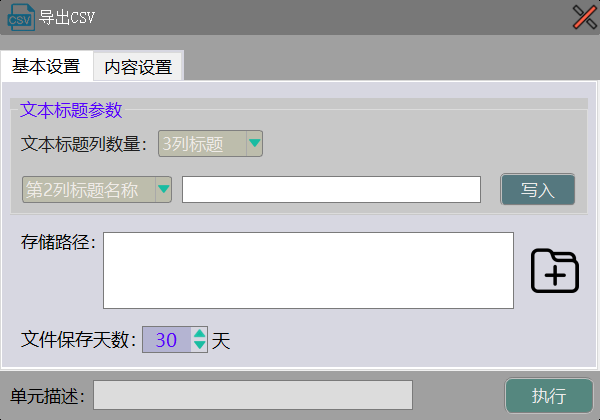 CSV 导出CSV
基本设置 内容设置
文本标题参数
文本标题列数量： 3列标题
第2列标题名称 写入
存储路径：
文件保存天数： 30 天
单元描述： 执行